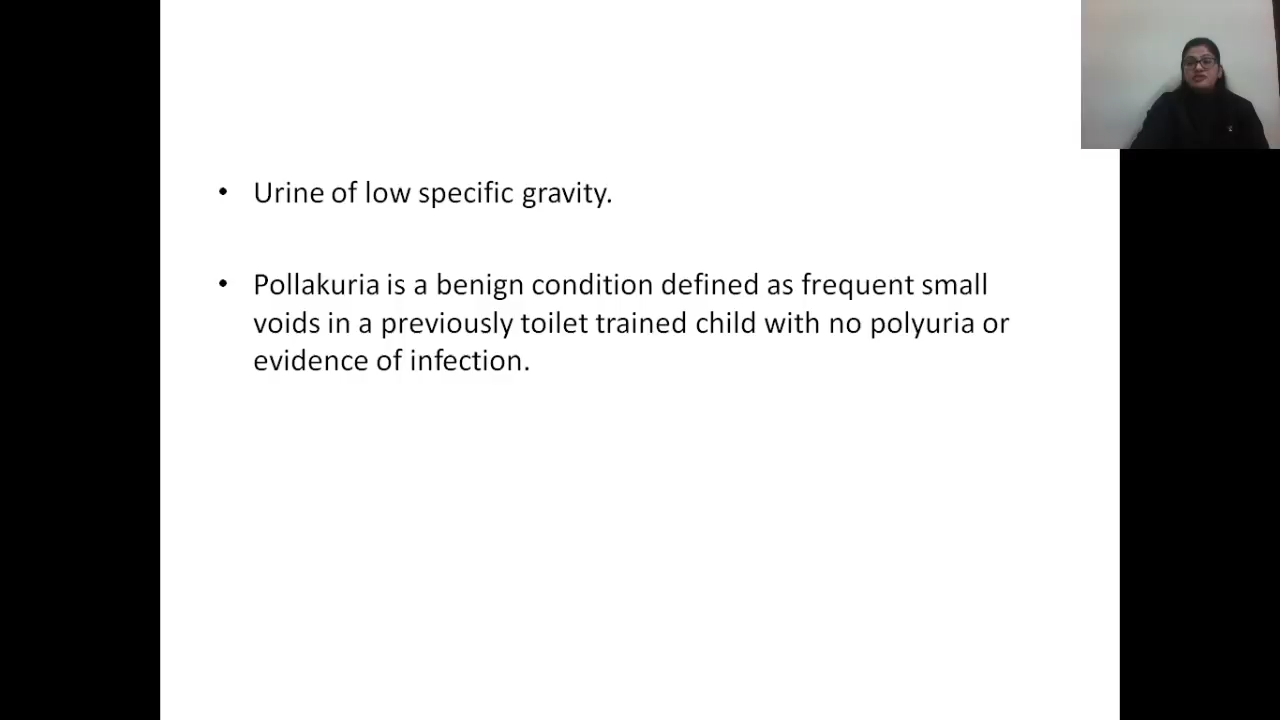 • Urine of low specific gravity.
• Pollakuria is a benign condition defined as frequent small
voids in a previously toilet trained child with no polyuria or
evidence of infection.